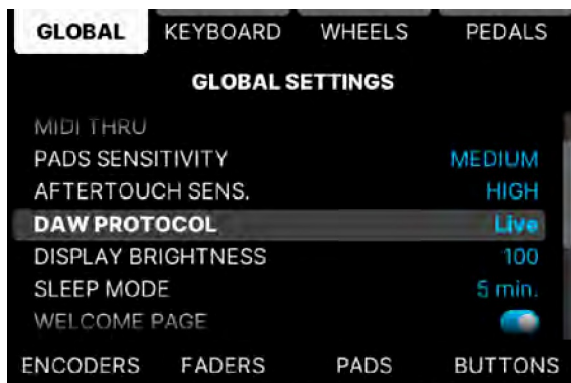 GLOBAL KEYBOARD WHEELS PEDALS
GLOBAL SETTINGS
MIDI THRU
PADS SENSITIVITY MEDIUM
AFTERTOUCH SENS. HIGH
DAW PROTOCOL Live
DISPLAY BRIGHTNESS 100
SLEEP MODE 5 min.
WELCOME PAGE
ENCODERS FADERS PADS BUTTONS